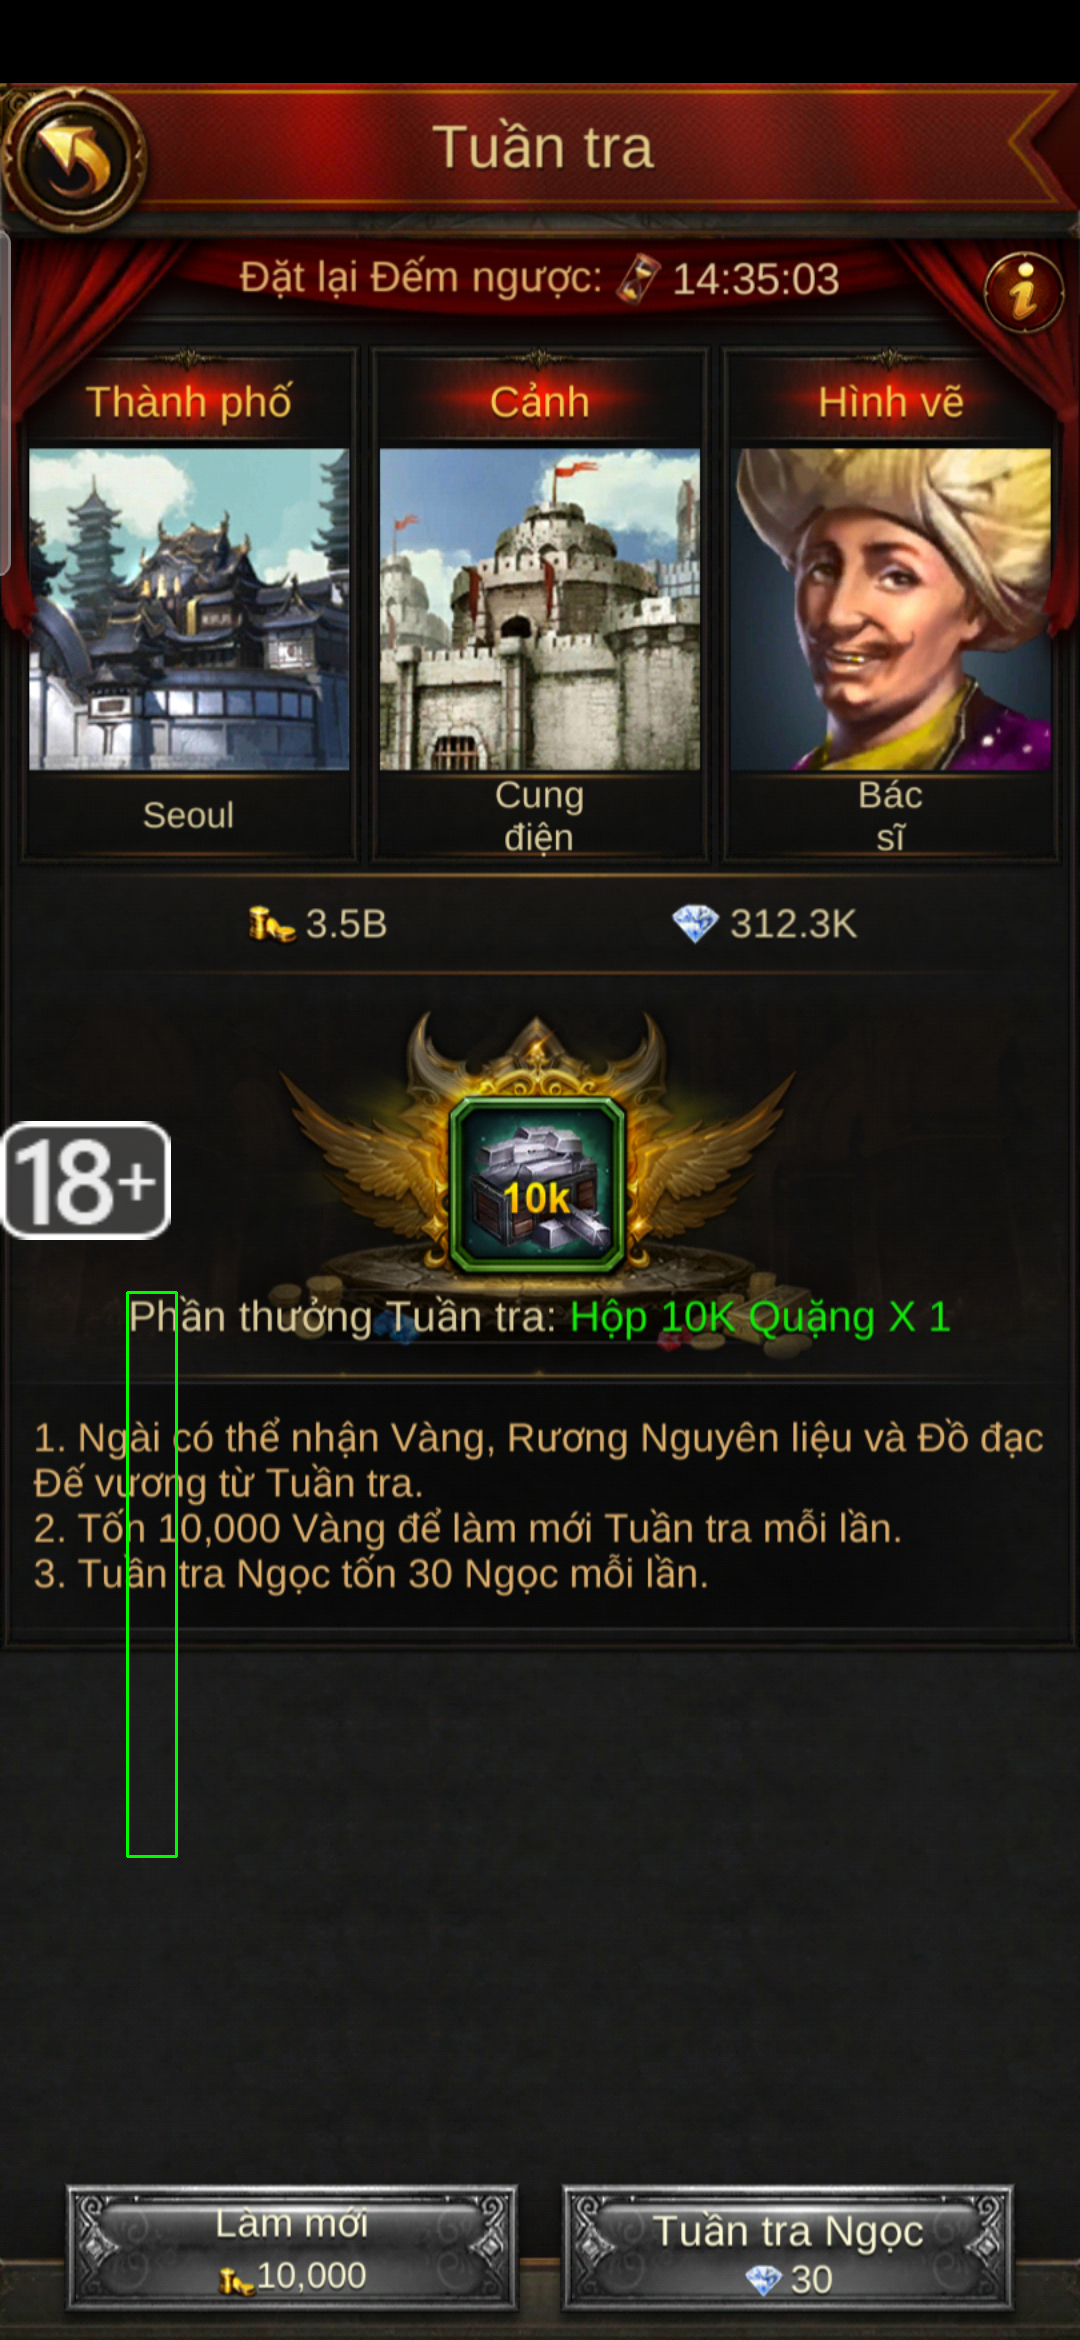 Tuần tra
Đặt lại Đếm ngược: 14:35:03
Thành phố
Cảnh
Hình vẽ
Seoul
Cung
điện
Bác
sĩ
3.5B
312.3K
10k
18+
Phần thưởng Tuần tra: Hộp 10K Quặng X 1
1. Ngài có thể nhận Vàng, Rương Nguyên liệu và Đồ đạc
Đế vương từ Tuần tra.
2. Tốn 10,000 Vàng để làm mới Tuần tra mỗi lần.
3. Tuần tra Ngọc tốn 30 Ngọc mỗi lần.
Làm mới
10,000
Tuần tra Ngọc
30